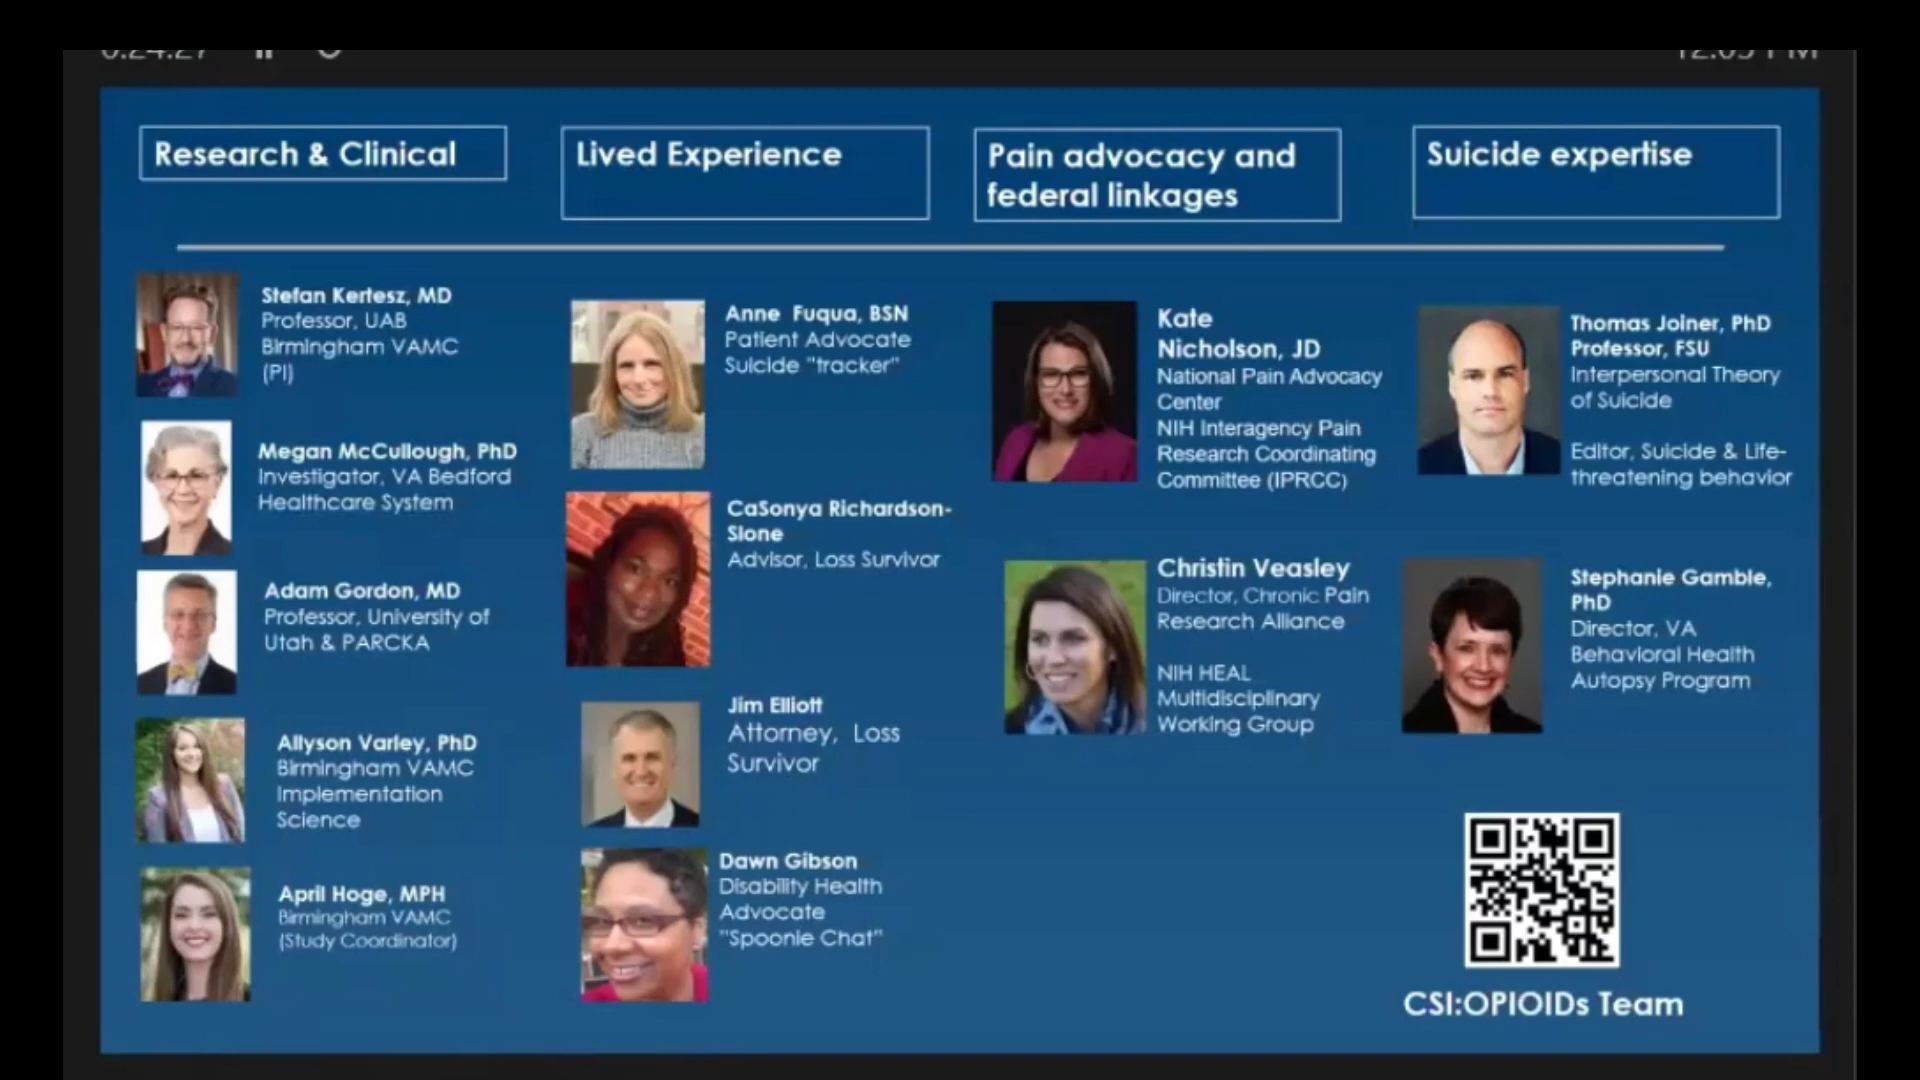 Research & Clinical
Lived Experience
Pain advocacy and
federal linkages
Suicide expertise
Stefan Kertesz, MD
Professor, UAB
Birmingham VAMC
(PI)
Megan McCullough, PhD
Investigator, VA Bedford
Healthcare System
Adam Gordon, MD
Professor, University of
Utah & PARCKA
Allyson Varley, PhD
Birmingham VAMC
Implementation
Science
April Hoge, MPH
Birmingham VAMC
(Study Coordinator)
Anne Fuqua, BSN
Patient Advocate
Suicide "tracker"
CaSonya Richardson-
Slone
Advisor, Loss Survivor
Jim Elliott
Attorney, Loss
Survivor
Dawn Gibson
Disability Health
Advocate
"Spoonie Chat"
Kate
Nicholson, JD
National Pain Advocacy
Center
NIH Interagency Pain
Research Coordinating
Committee (IPRCC)
Christin Veasley
Director, Chronic Pain
Research Alliance
NIH HEAL
Multidisciplinary
Working Group
Thomas Joiner, PhD
Professor, FSU
Interpersonal Theory
of Suicide
Editor, Suicide & Life-
threatening behavior
Stephanie Gamble,
PhD
Director, VA
Behavioral Health
Autopsy Program
CSI:OPIOIDs Team